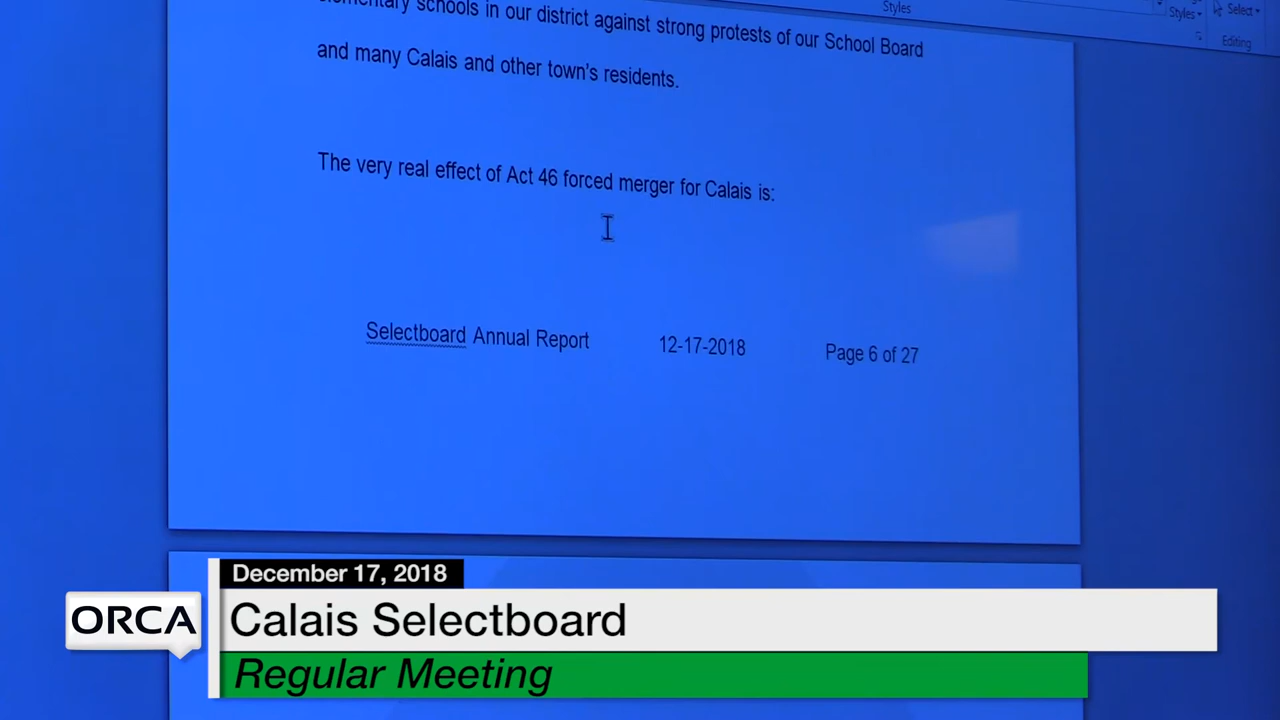 Styles
Styles
Select
Editing
elementary schools in our district against strong protests of our School Board
and many Calais and other town's residents.
The very real effect of Act 46 forced merger for Calais is:
Selectboard Annual Report 12-17-2018 Page 6 of 27
December 17, 2018
ORCA
Calais Selectboard
Regular Meeting